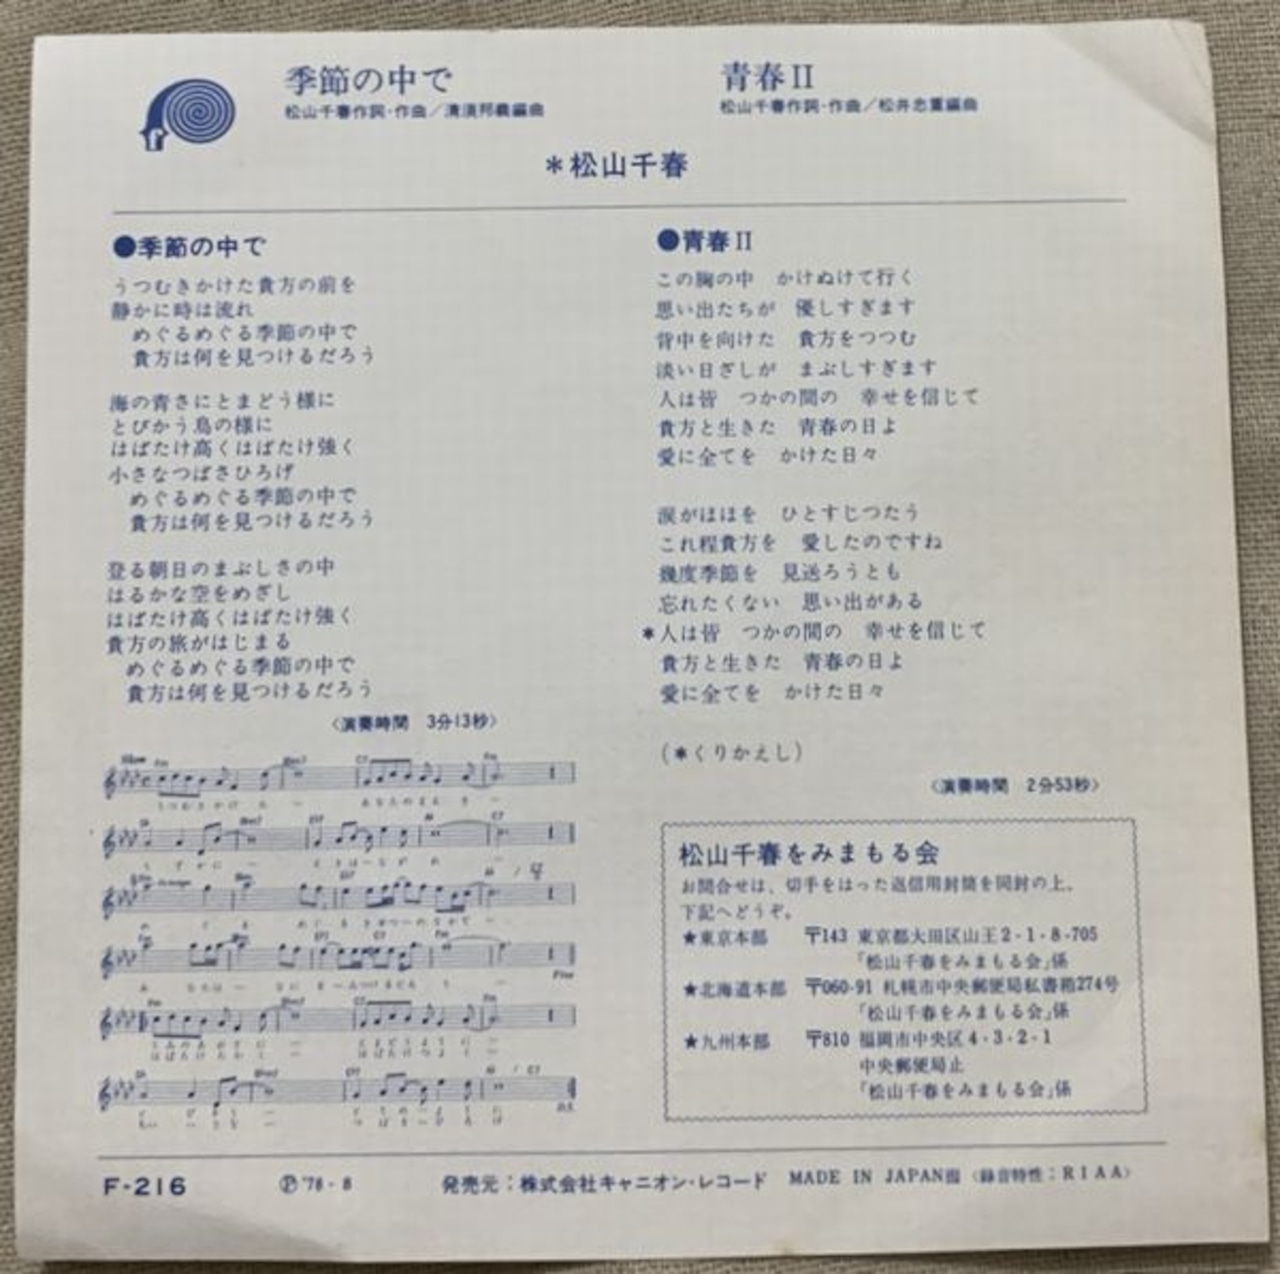 季節の中で
松山千春作詞・作曲／清須邦義編曲
青春II
松山千春作詞・作曲／松井忠重編曲
＊松山千春
●季節の中で
うつむきかけた貴方の前を
静かに時は流れ
めぐるめぐる季節の中で
貴方は何を見つけるだろう
海の青さにとまどう様に
とびかう鳥の様に
はばたけ高くはばたけ強く
小さなつばさひろげ
めぐるめぐる季節の中で
貴方は何を見つけるだろう
登る朝日のまぶしさの中
はるかな空をめざし
はばたけ高くはばたけ強く
貴方の旅がはじまる
めぐるめぐる季節の中で
貴方は何を見つけるだろう
〈演奏時間　3分13秒〉
Fine
D.S.
●青春II
この胸の中　かけぬけて行く
思い出たちが　優しすぎます
背中を向けた　貴方をつつむ
淡い日ざしが　まぶしすぎます
人は皆　つかの間の　幸せを信じて
貴方と生きた　青春の日よ
愛に全てを　かけた日々
涙がほほを　ひとすじつたう
これ程貴方を　愛したのですね
幾度季節を　見送ろうとも
忘れたくない　思い出がある
＊人は皆　つかの間の　幸せを信じて
貴方と生きた　青春の日よ
愛に全てを　かけた日々
（＊くりかえし）
〈演奏時間　2分53秒〉
松山千春をみまもる会
お問合せは、切手をはった返信用封筒を同封の上、
下記へどうぞ。
★東京本部　〒143 東京都大田区山王2-1-8-705
「松山千春をみまもる会」係
★北海道本部　〒060-91 札幌市中央郵便局私書箱274号
「松山千春をみまもる会」係
★九州本部　〒810 福岡市中央区4-3-2-1
中央郵便局止
「松山千春をみまもる会」係
F-216　Ⓟ'78-8　発売元：株式会社キャニオン・レコード　MADE IN JAPAN　〈録音特性：RIAA〉